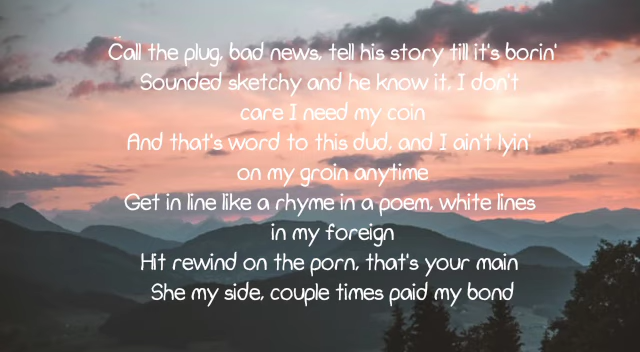 Call the plug, bad news, tell his story till it's borin'
Sounded sketchy and he know it, I don't
care I need my coin
And that's word to this dud, and I ain't lyin'
on my groin anytime
Get in line like a rhyme in a poem, white lines
in my foreign
Hit rewind on the porn, that's your main
She my side, couple times paid my bond